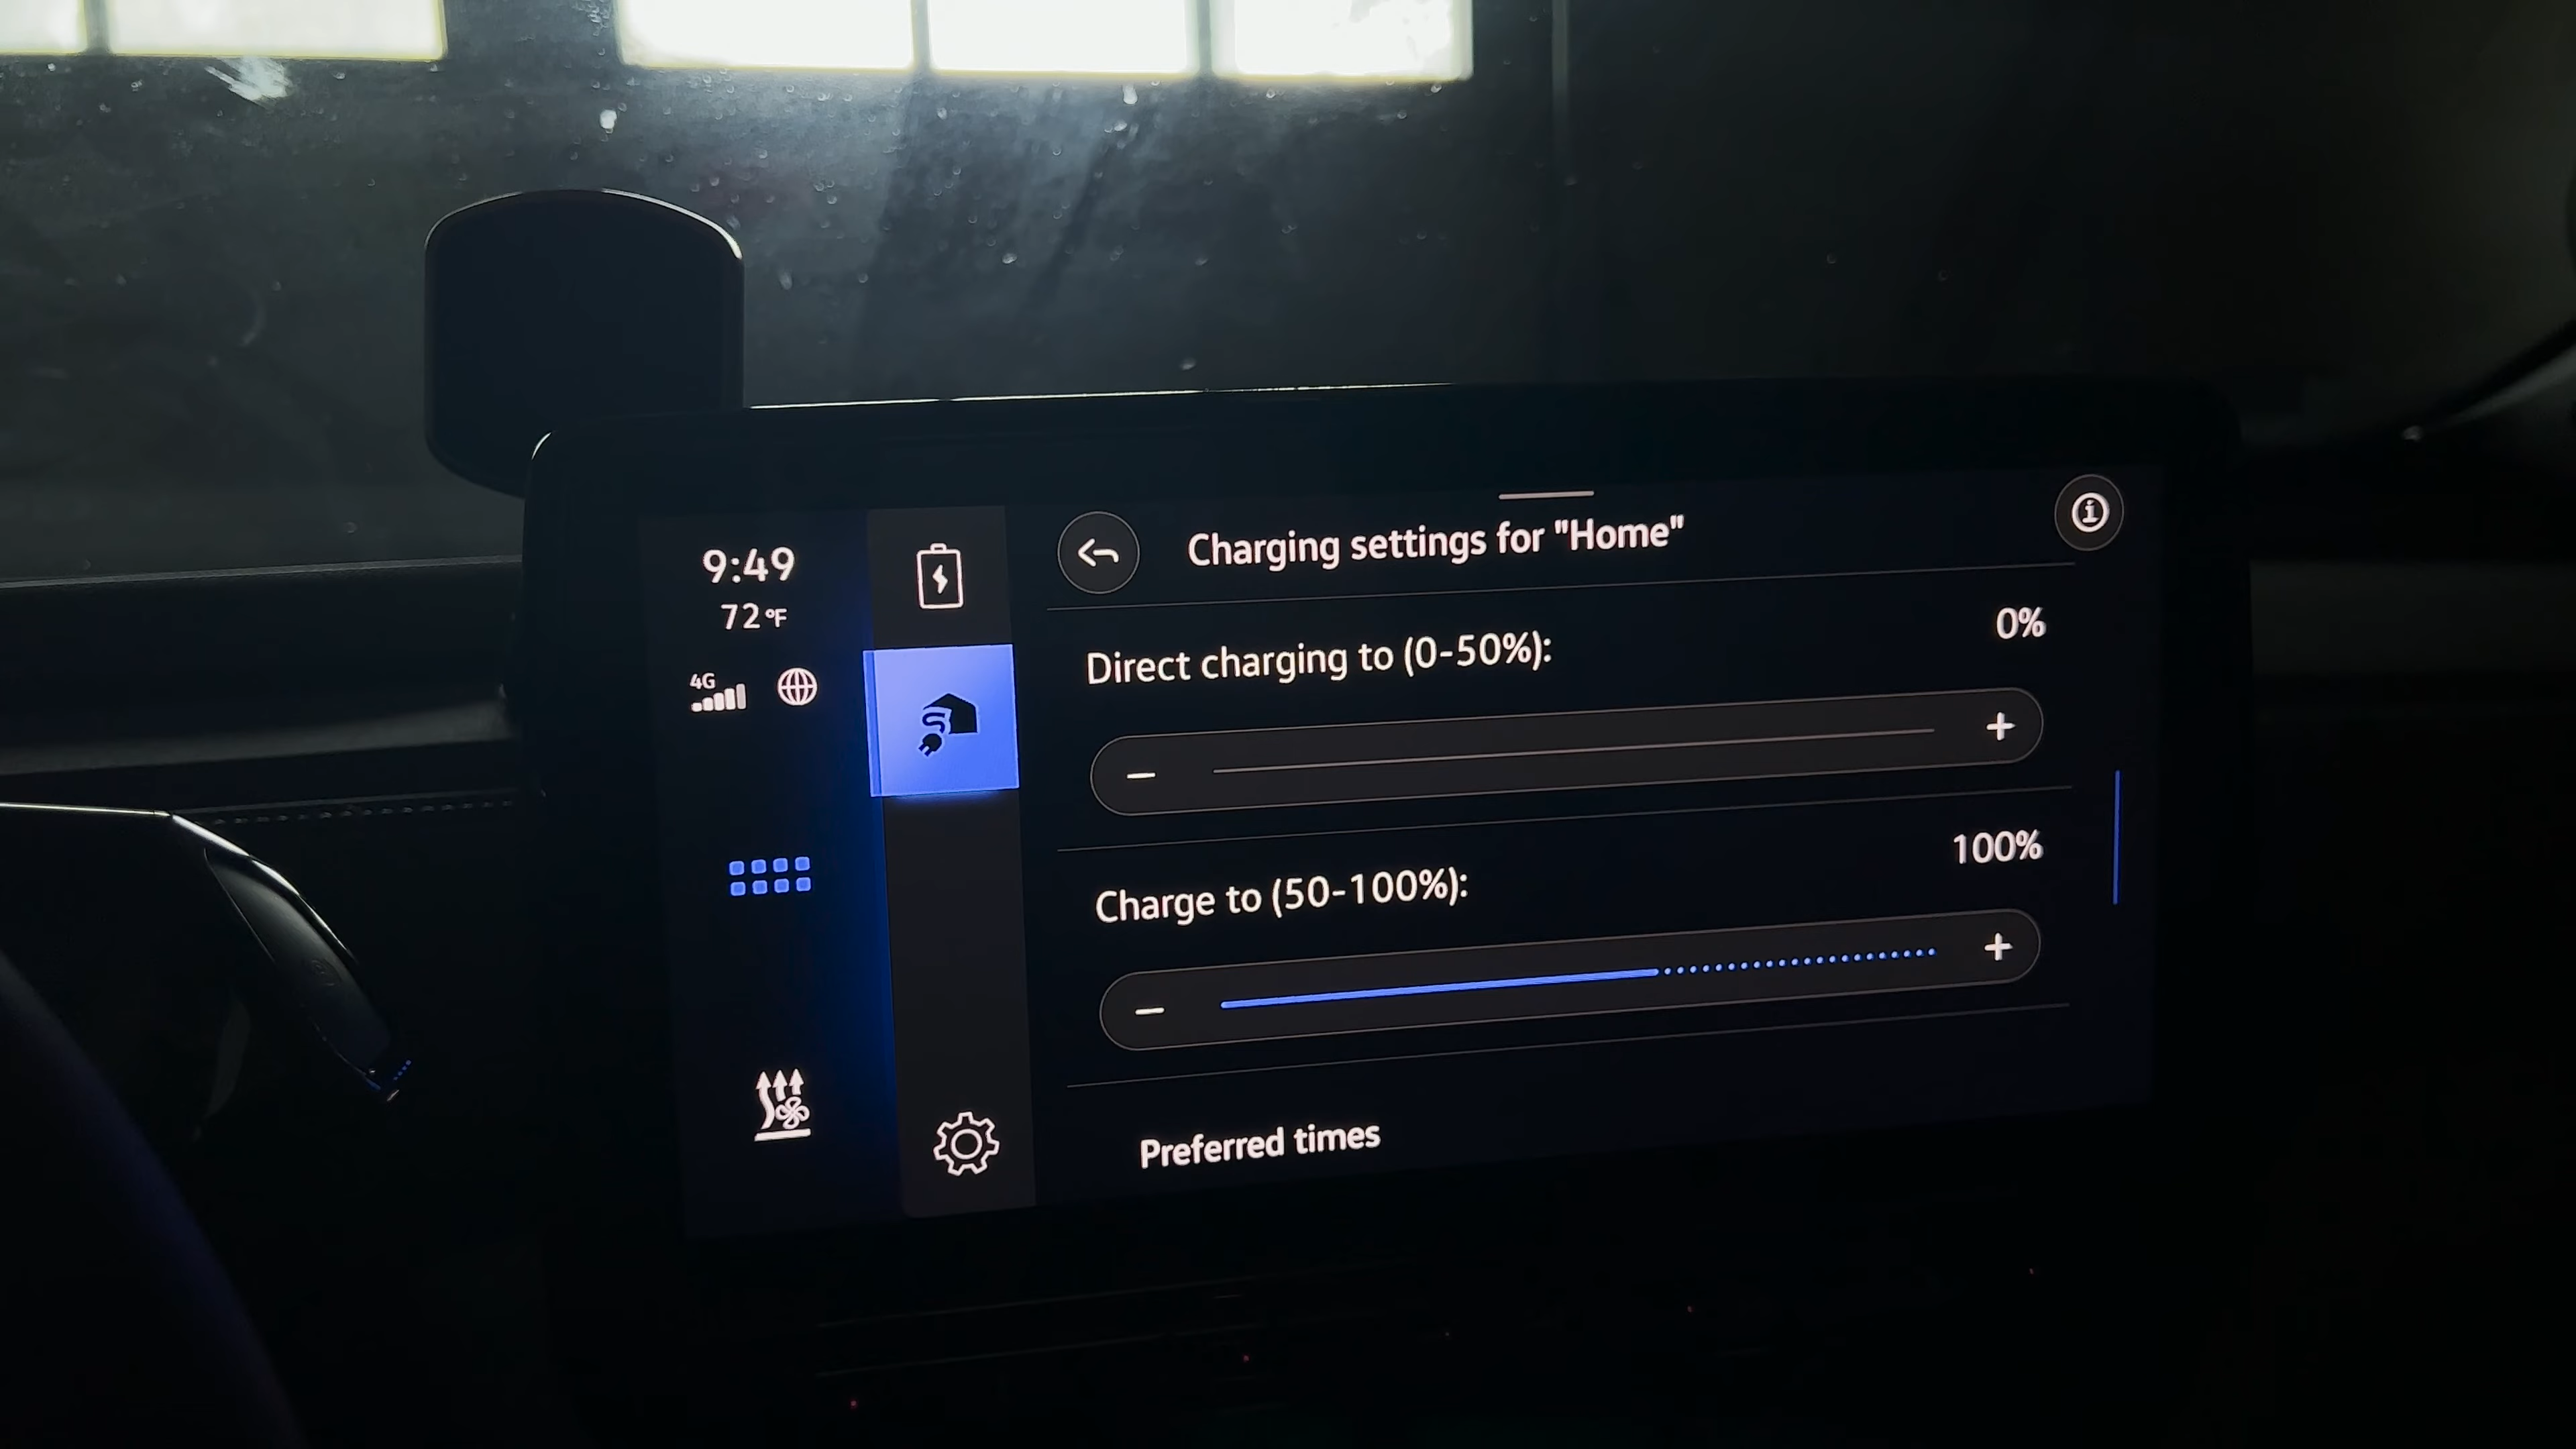 9:49
72°F
4G
Charging settings for "Home"
Direct charging to (0-50%):
0%
Charge to (50-100%):
100%
Preferred times